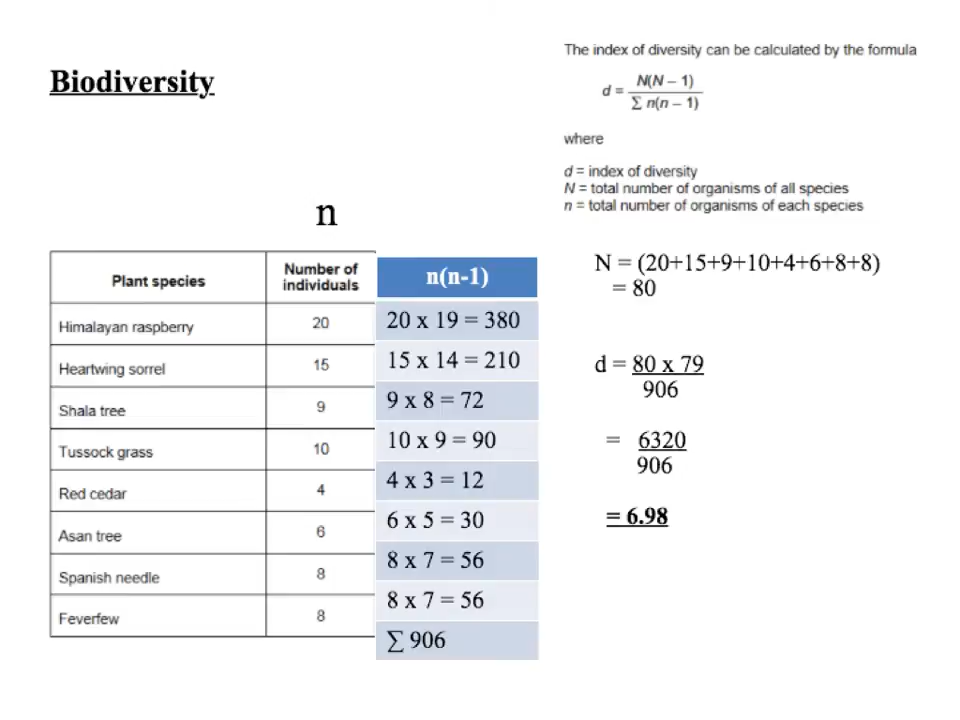 Biodiversity
The index of diversity can be calculated by the formula
d = N(N – 1)
∑ n(n – 1)
where
d = index of diversity
N = total number of organisms of all species
n = total number of organisms of each species
n
Plant species Number of individuals n(n-1)
Himalayan raspberry 20 20 x 19 = 380
Heartwing sorrel 15 15 x 14 = 210
Shala tree 9 9 x 8 = 72
Tussock grass 10 10 x 9 = 90
Red cedar 4 4 x 3 = 12
Asan tree 6 6 x 5 = 30
Spanish needle 8 8 x 7 = 56
Feverfew 8 8 x 7 = 56
∑ 906
N = (20+15+9+10+4+6+8+8)
= 80
d = 80 x 79
906
= 6320
906
= 6.98